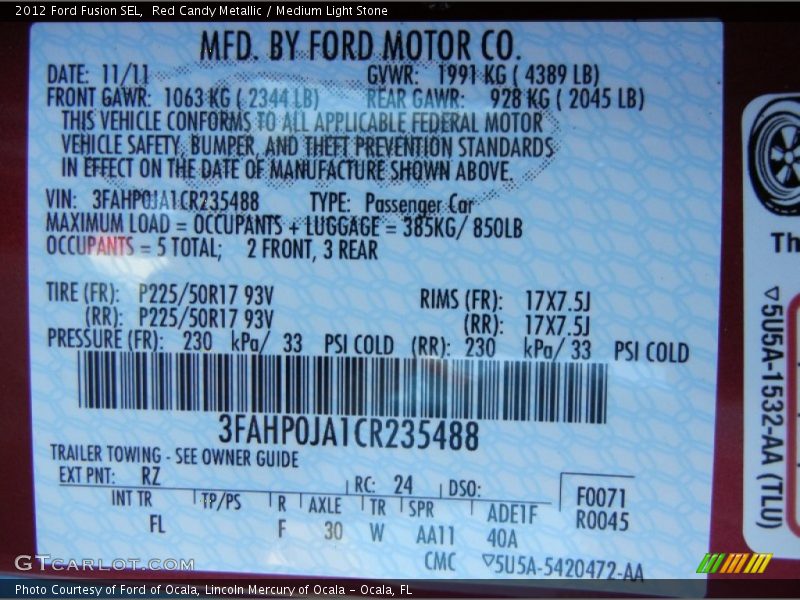 2012 Ford Fusion SEL, Red Candy Metallic / Medium Light Stone
MFD. BY FORD MOTOR CO.
DATE: 11/11 GVWR: 1991 KG ( 4389 LB)
FRONT GAWR: 1063 KG ( 2344 LB) REAR GAWR: 928 KG ( 2045 LB)
THIS VEHICLE CONFORMS TO ALL APPLICABLE FEDERAL MOTOR
VEHICLE SAFETY, BUMPER, AND THEFT PREVENTION STANDARDS
IN EFFECT ON THE DATE OF MANUFACTURE SHOWN ABOVE.
VIN: 3FAHP0JA1CR235488 TYPE: Passenger Car
MAXIMUM LOAD = OCCUPANTS + LUGGAGE = 385KG/ 850LB
OCCUPANTS = 5 TOTAL; 2 FRONT, 3 REAR
TIRE (FR): P225/50R17 93V RIMS (FR): 17X7.5J
(RR): P225/50R17 93V (RR): 17X7.5J
PRESSURE (FR): 230 kPa/ 33 PSI COLD (RR): 230 kPa/ 33 PSI COLD
3FAHP0JA1CR235488
TRAILER TOWING - SEE OWNER GUIDE
EXT PNT: RZ RC: 24 DSO: F0071
INT TR TP/PS R AXLE TR SPR ADE1F R0045
FL F 30 W AA11 40A
CMC ▽5U5A-5420472-AA
Th
▽5U5A-1532-AA (TLU)
GTCarLot.com
Photo Courtesy of Ford of Ocala, Lincoln Mercury of Ocala - Ocala, FL